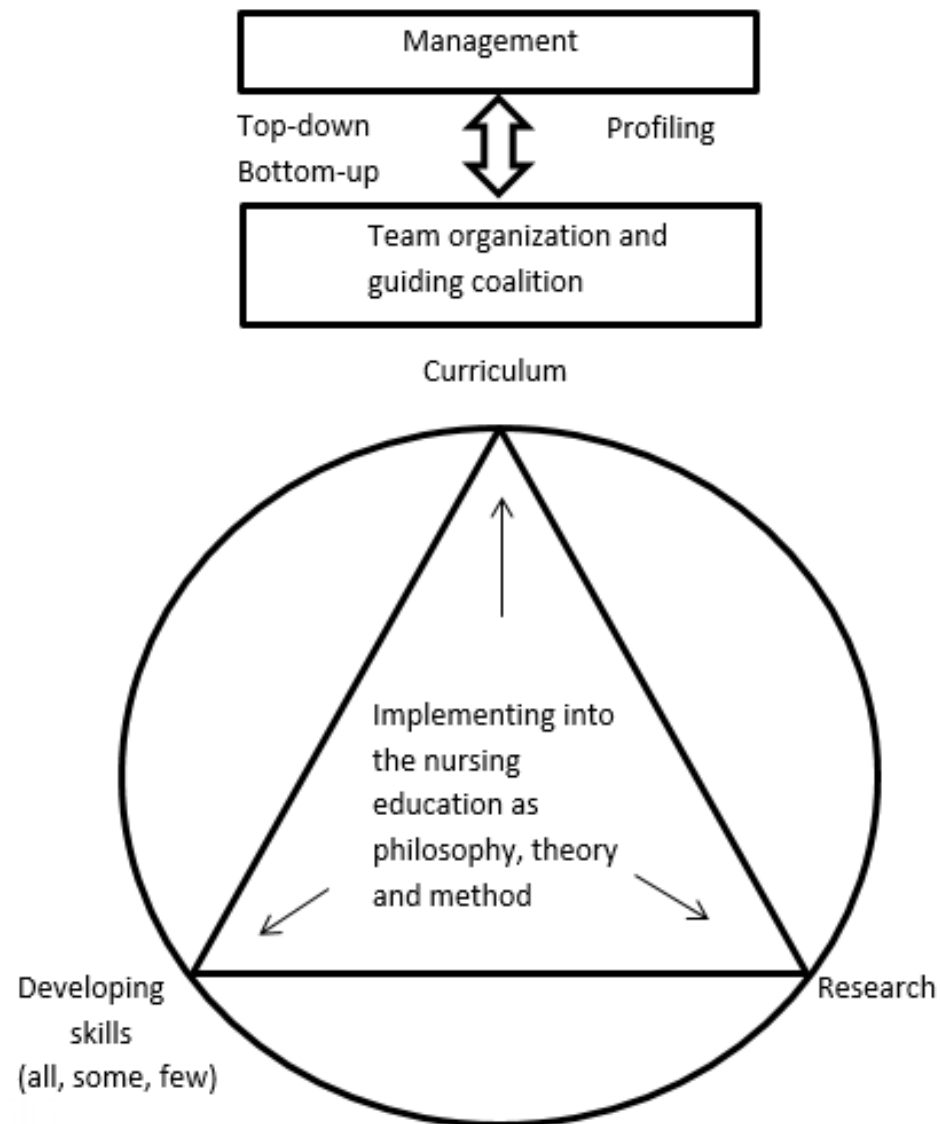 Management
Top-down
Bottom-up
Profiling
Team organization and
guiding coalition
Curriculum
Implementing into
the nursing
education as
philosophy, theory
and method
Developing
skills
(all, some, few)
Research